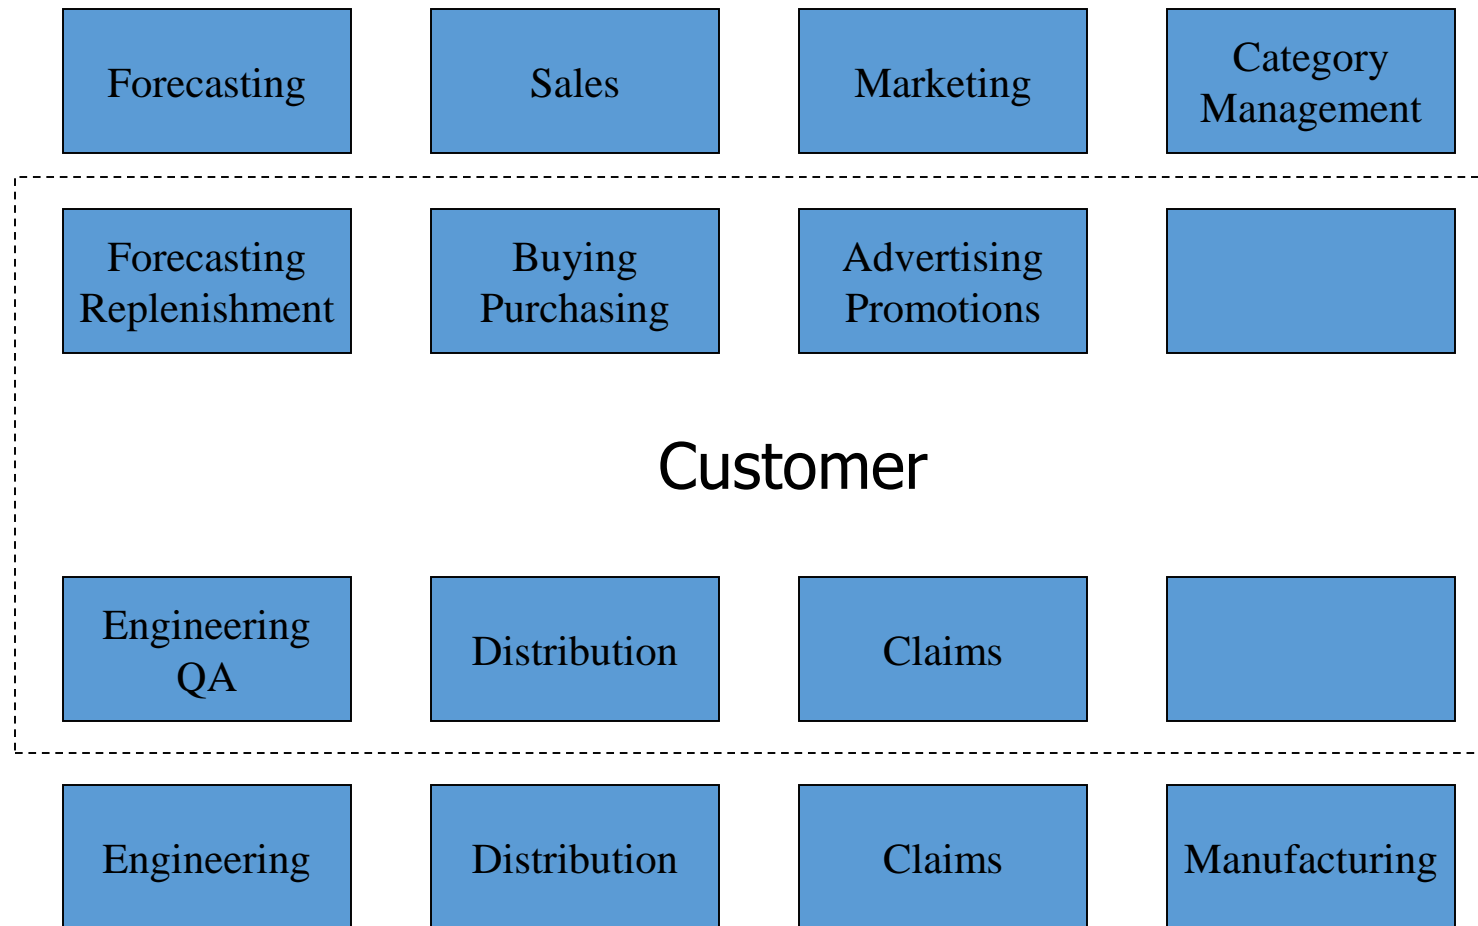 Forecasting
Sales
Marketing
Category
Management
Forecasting
Replenishment
Buying
Purchasing
Advertising
Promotions
Customer
Engineering
QA
Distribution
Claims
Engineering
Distribution
Claims
Manufacturing